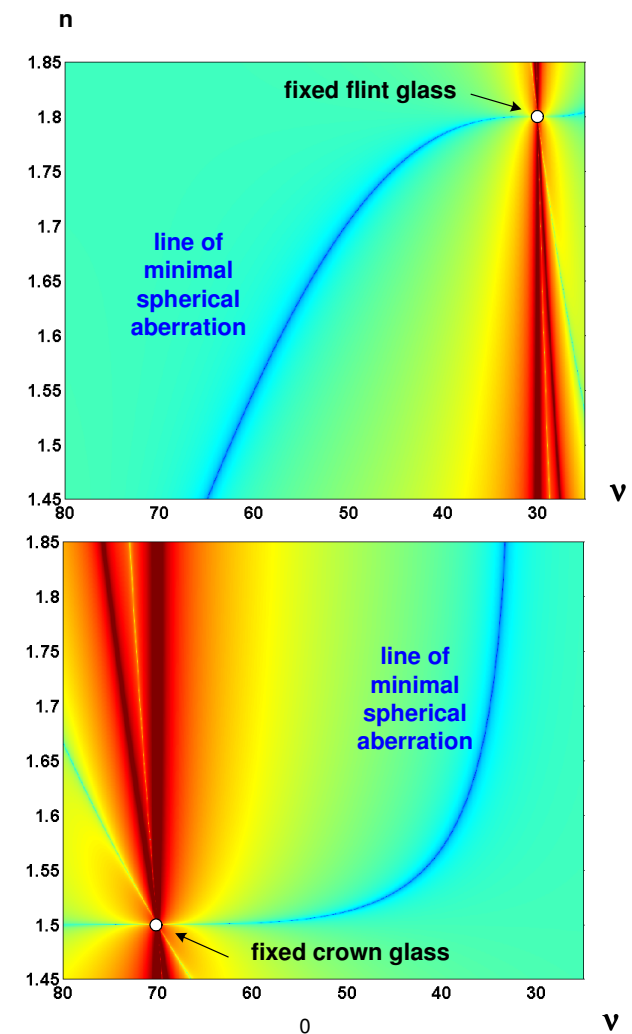 n
1.85
fixed flint glass
1.8
1.75
1.7
line of
minimal
spherical
aberration
1.65
1.6
1.55
1.5
1.45
80 70 60 50 40 30
ν
1.85
1.8
1.75
line of
minimal
spherical
aberration
1.7
1.65
1.6
1.55
1.5
fixed crown glass
1.45
80 70 60 50 40 30
0
ν